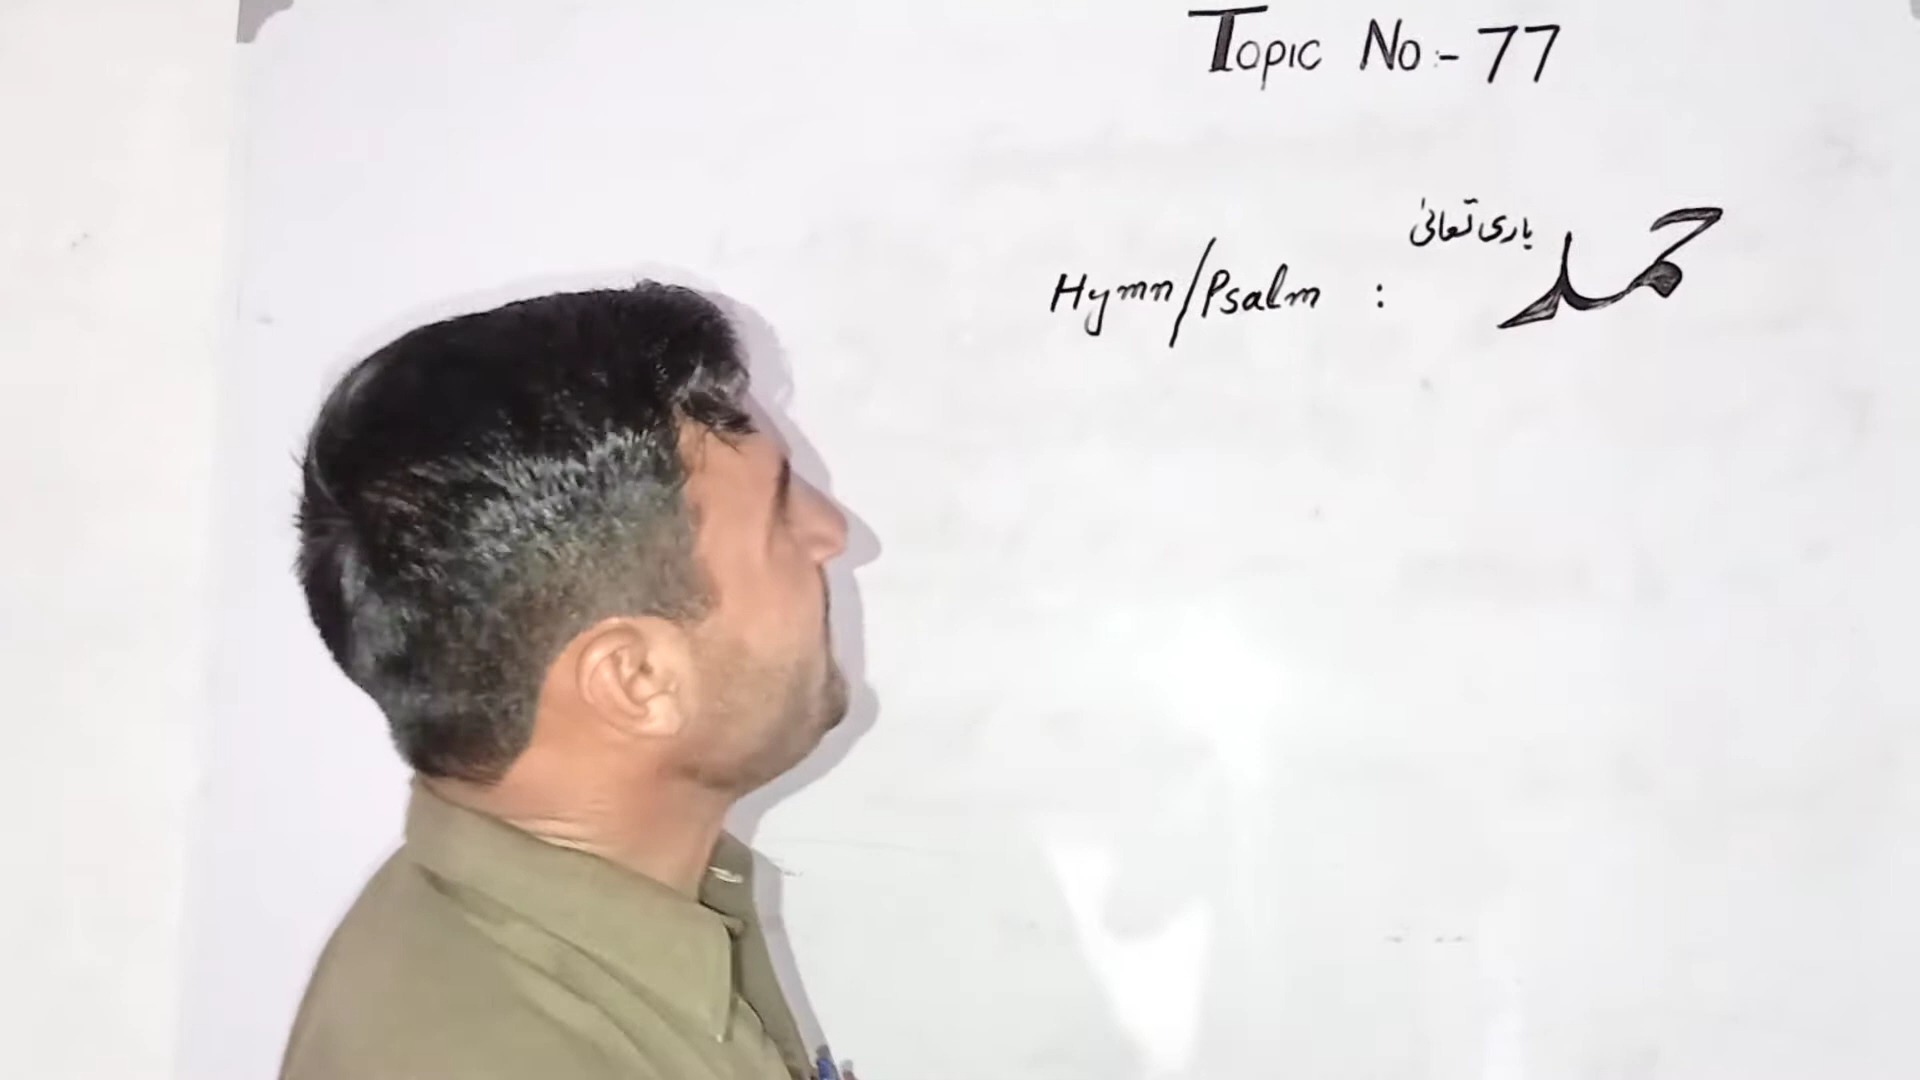 Topic No:- 77
Hymn/Psalm : حمد باری تعالیٰ